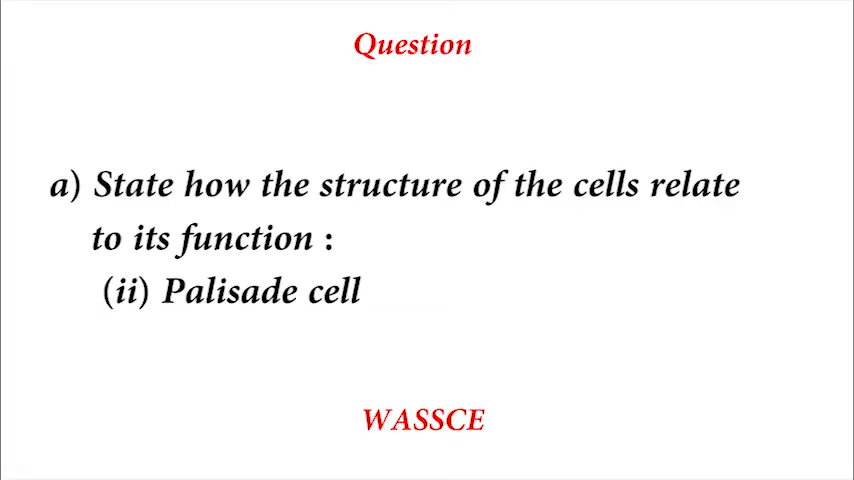 Question
a) State how the structure of the cells relate
to its function :
(ii) Palisade cell
WASSCE